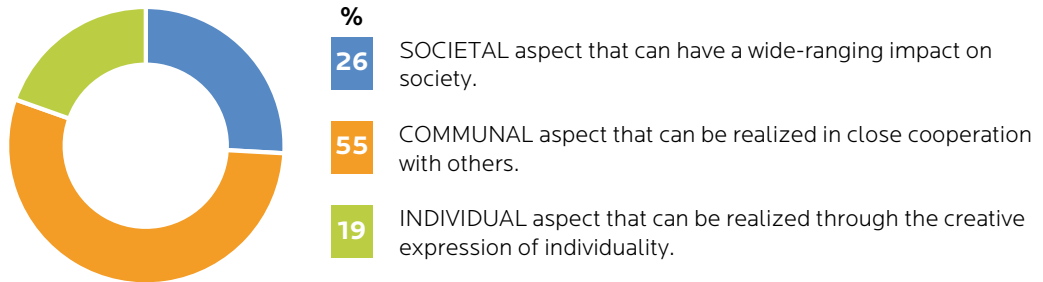 %
26
SOCIETAL aspect that can have a wide-ranging impact on
society.
55
COMMUNAL aspect that can be realized in close cooperation
with others.
19
INDIVIDUAL aspect that can be realized through the creative
expression of individuality.